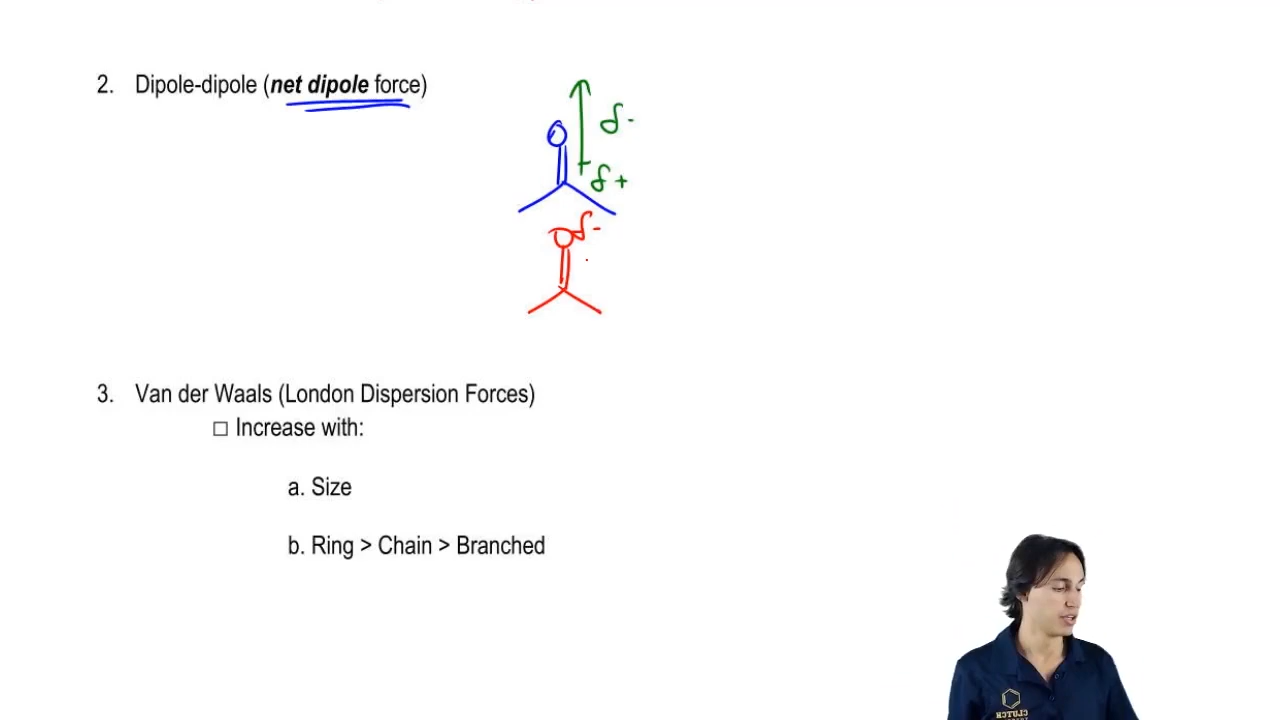 2. Dipole-dipole (net dipole force)
O δ-
δ+
O δ-
3. Van der Waals (London Dispersion Forces)
□ Increase with:
a. Size
b. Ring > Chain > Branched
CLUTCH